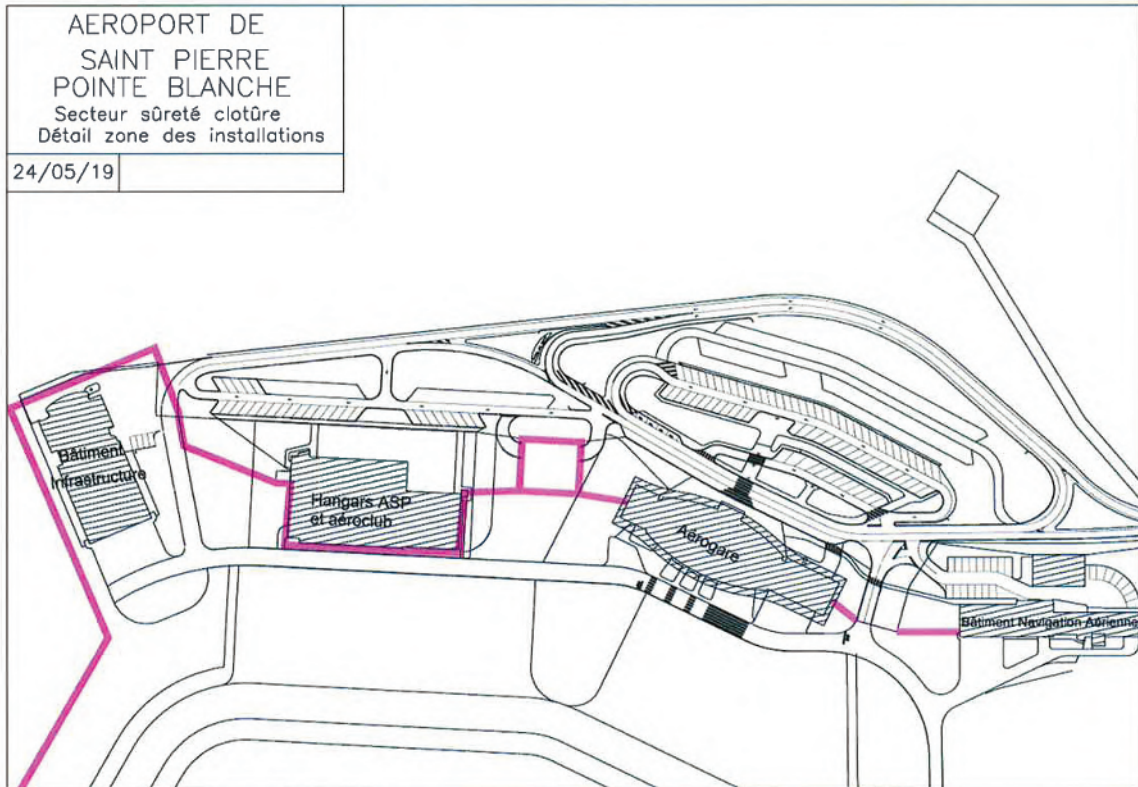 AEROPORT DE
SAINT PIERRE
POINTE BLANCHE
Secteur sûreté clotûre
Détail zone des installations
24/05/19
Bâtiment
Infrastructure
Hangars ASP
et aéroclub
Aérogare
Bâtiment Navigation Aérienne